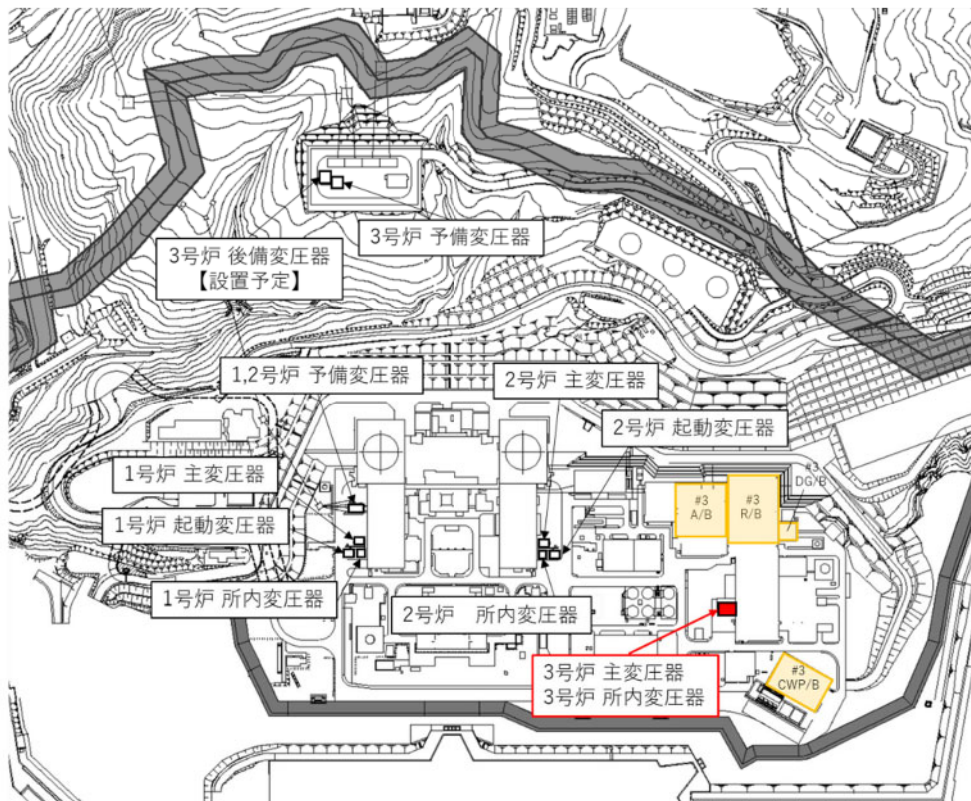 3号炉 予備変圧器
3号炉 後備変圧器
【設置予定】
1,2号炉 予備変圧器
2号炉 主変圧器
2号炉 起動変圧器
1号炉 主変圧器
#3
DG/B
#3
A/B
#3
R/B
1号炉 起動変圧器
1号炉 所内変圧器
2号炉 所内変圧器
3号炉 主変圧器
3号炉 所内変圧器
#3
CWP/B